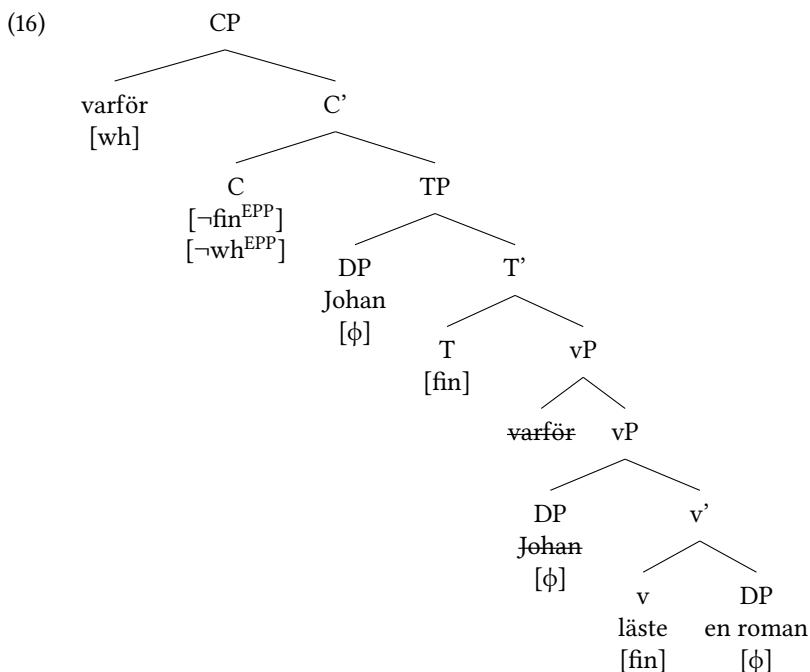 (16) CP
varför C’
[wh]
C TP
[¬fin^EPP]
[¬wh^EPP]
DP T’
Johan
[ϕ]
T vP
[fin]
varför vP
DP v’
Johan
[ϕ]
v DP
läste en roman
[fin] [ϕ]